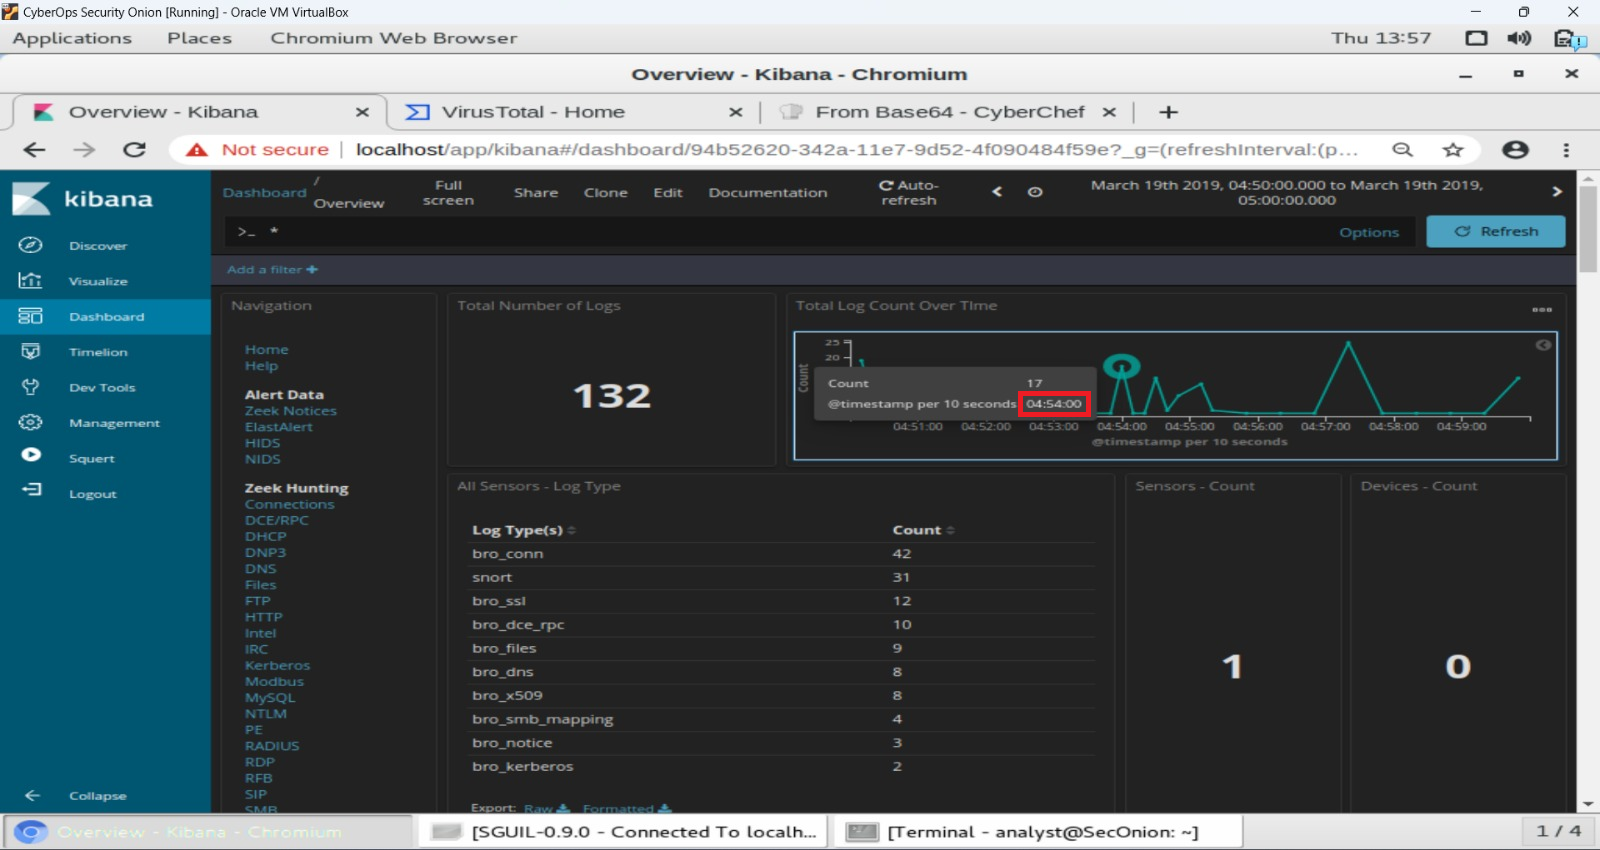 CyberOps Security Onion [Running] - Oracle VM VirtualBox
Applications Places Chromium Web Browser Thu 13:57
Overview - Kibana - Chromium
Overview - Kibana VirusTotal - Home From Base64 - CyberChef
Not secure localhost/app/kibana#/dashboard/94b52620-342a-11e7-9d52-4f090484f59e?_g=(refreshInterval:(p...
kibana
Discover
Visualize
Dashboard
Timelion
Dev Tools
Management
Squert
Logout
Collapse
Dashboard / Overview
Full screen
Share Clone Edit Documentation
Auto-refresh
March 19th 2019, 04:50:00.000 to March 19th 2019,
05:00:00.000
>_ *
Options Refresh
Add a filter +
Navigation
Home
Help
Alert Data
Zeek Notices
ElastAlert
HIDS
NIDS
Zeek Hunting
Connections
DCE/RPC
DHCP
DNP3
DNS
Files
FTP
HTTP
Intel
IRC
Kerberos
Modbus
MySQL
NTLM
PE
RADIUS
RDP
RFB
SIP
SMB
Total Number of Logs
132
Total Log Count Over TIme
25
20
Count
Count 17
@timestamp per 10 seconds 04:54:00
04:51:00 04:52:00 04:53:00 04:54:00 04:55:00 04:56:00 04:57:00 04:58:00 04:59:00
@timestamp per 10 seconds
All Sensors - Log Type
Log Type(s) Count
bro_conn 42
snort 31
bro_ssl 12
bro_dce_rpc 10
bro_files 9
bro_dns 8
bro_x509 8
bro_smb_mapping 4
bro_notice 3
bro_kerberos 2
Export: Raw Formatted
Sensors - Count
1
Devices - Count
0
Overview - Kibana - Chromium [SGUIL-0.9.0 - Connected To localh... [Terminal - analyst@SecOnion: ~] 1 / 4